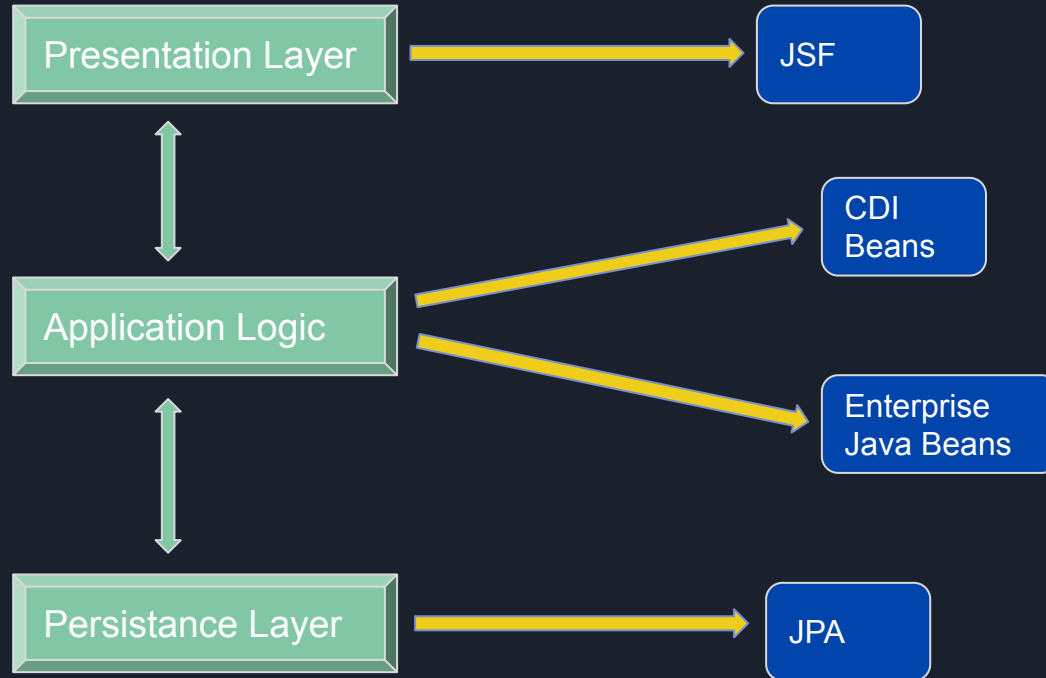 Presentation Layer
JSF
CDI
Beans
Application Logic
Enterprise
Java Beans
Persistance Layer
JPA